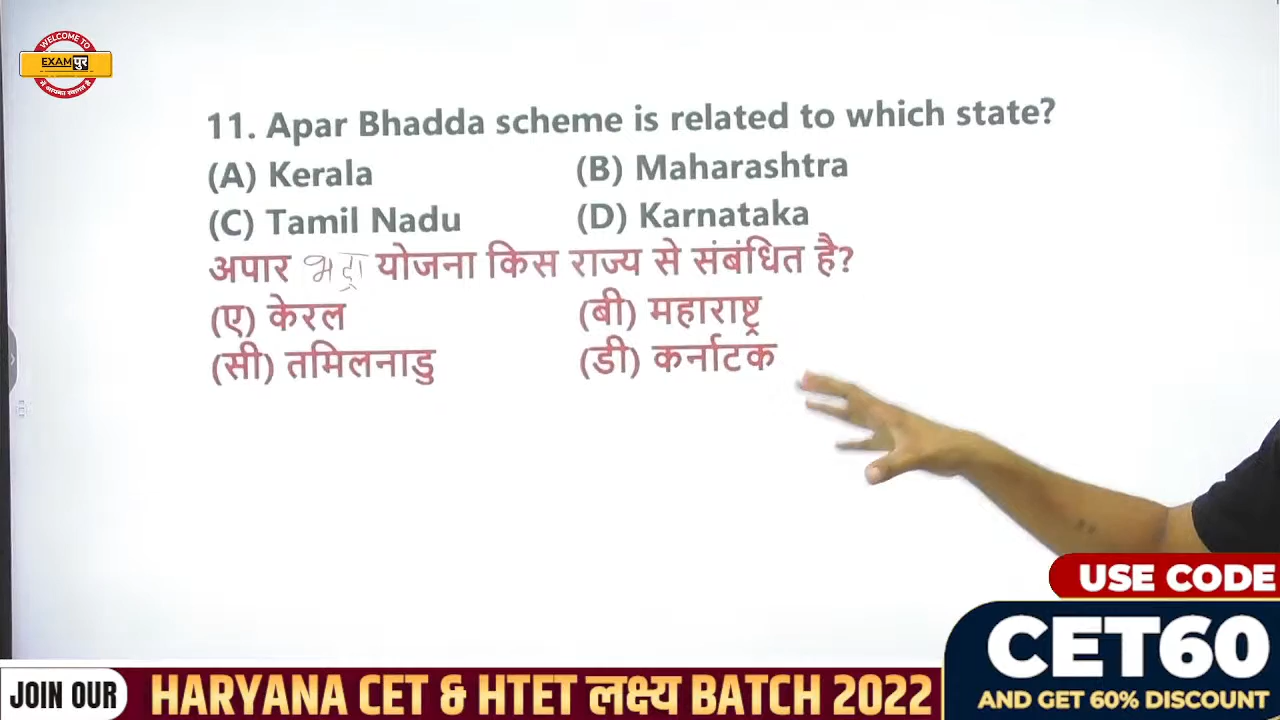 WELCOME TO
EXAMपुर
में आपका स्वागत है
11. Apar Bhadda scheme is related to which state?
(A) Kerala (B) Maharashtra
(C) Tamil Nadu (D) Karnataka
अपार भद्रा योजना किस राज्य से संबंधित है?
(ए) केरल (बी) महाराष्ट्र
(सी) तमिलनाडु (डी) कर्नाटक
USE CODE
CET60
AND GET 60% DISCOUNT
JOIN OUR HARYANA CET & HTET लक्ष्य BATCH 2022